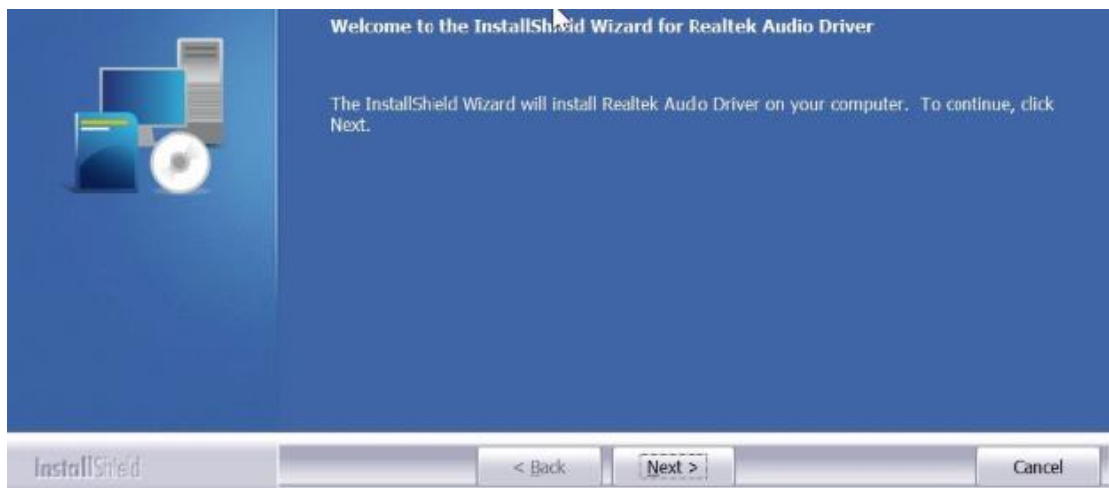 Welcome to the InstallShield Wizard for Realtek Audio Driver
The InstallShield Wizard will install Realtek Audio Driver on your computer. To continue, click
Next.
InstallShield
< Back
Next >
Cancel